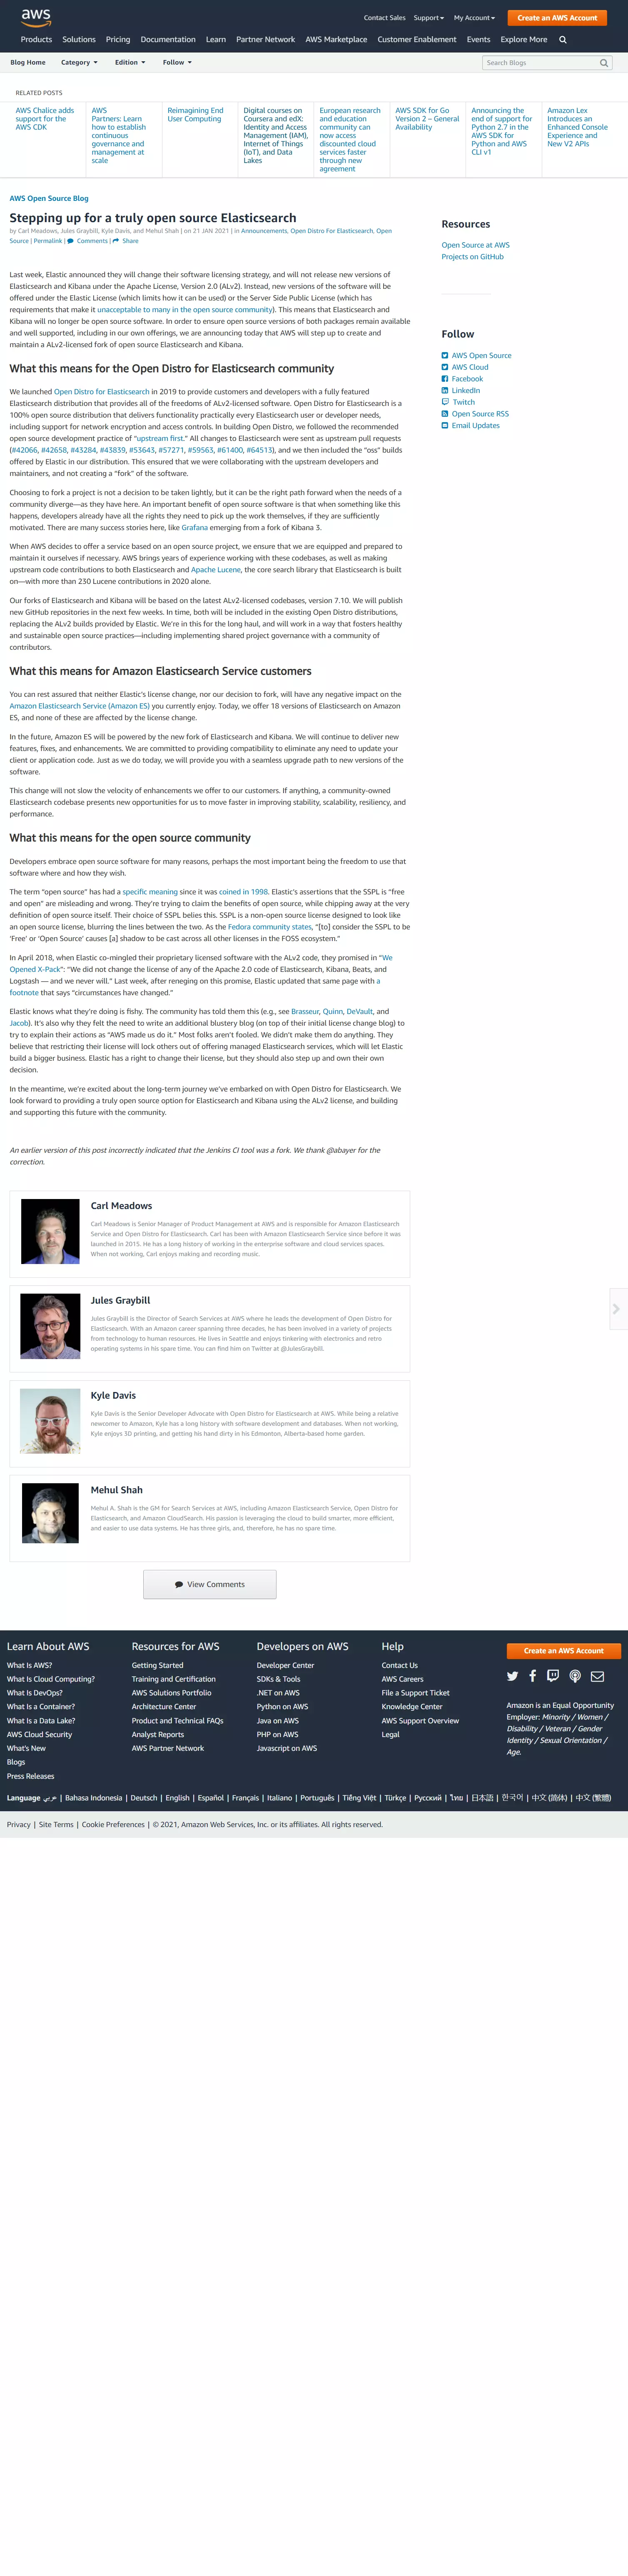 aws
Contact Sales Support My Account Create an AWS Account
Products Solutions Pricing Documentation Learn Partner Network AWS Marketplace Customer Enablement Events Explore More
Blog Home Category Edition Follow Search Blogs
RELATED POSTS
AWS Chalice adds
support for the
AWS CDK
AWS
Partners: Learn
how to establish
continuous
governance and
management at
scale
Reimagining End
User Computing
Digital courses on
Coursera and edX:
Identity and Access
Management (IAM),
Internet of Things
(IoT), and Data
Lakes
European research
and education
community can
now access
discounted cloud
services faster
through new
agreement
AWS SDK for Go
Version 2 – General
Availability
Announcing the
end of support for
Python 2.7 in the
AWS SDK for
Python and AWS
CLI v1
Amazon Lex
Introduces an
Enhanced Console
Experience and
New V2 APIs
AWS Open Source Blog
Stepping up for a truly open source Elasticsearch
by Carl Meadows, Jules Graybill, Kyle Davis, and Mehul Shah | on 21 JAN 2021 | in Announcements, Open Distro For Elasticsearch, Open
Source | Permalink | Comments | Share
Last week, Elastic announced they will change their software licensing strategy, and will not release new versions of
Elasticsearch and Kibana under the Apache License, Version 2.0 (ALv2). Instead, new versions of the software will be
offered under the Elastic License (which limits how it can be used) or the Server Side Public License (which has
requirements that make it unacceptable to many in the open source community). This means that Elasticsearch and
Kibana will no longer be open source software. In order to ensure open source versions of both packages remain available
and well supported, including in our own offerings, we are announcing today that AWS will step up to create and
maintain a ALv2-licensed fork of open source Elasticsearch and Kibana.
What this means for the Open Distro for Elasticsearch community
We launched Open Distro for Elasticsearch in 2019 to provide customers and developers with a fully featured
Elasticsearch distribution that provides all of the freedoms of ALv2-licensed software. Open Distro for Elasticsearch is a
100% open source distribution that delivers functionality practically every Elasticsearch user or developer needs,
including support for network encryption and access controls. In building Open Distro, we followed the recommended
open source development practice of “upstream first.” All changes to Elasticsearch were sent as upstream pull requests
(#42066, #42658, #43284, #43839, #53643, #57271, #59563, #61400, #64513), and we then included the “oss” builds
offered by Elastic in our distribution. This ensured that we were collaborating with the upstream developers and
maintainers, and not creating a “fork” of the software.
Choosing to fork a project is not a decision to be taken lightly, but it can be the right path forward when the needs of a
community diverge—as they have here. An important benefit of open source software is that when something like this
happens, developers already have all the rights they need to pick up the work themselves, if they are sufficiently
motivated. There are many success stories here, like Grafana emerging from a fork of Kibana 3.
When AWS decides to offer a service based on an open source project, we ensure that we are equipped and prepared to
maintain it ourselves if necessary. AWS brings years of experience working with these codebases, as well as making
upstream code contributions to both Elasticsearch and Apache Lucene, the core search library that Elasticsearch is built
on—with more than 230 Lucene contributions in 2020 alone.
Our forks of Elasticsearch and Kibana will be based on the latest ALv2-licensed codebases, version 7.10. We will publish
new GitHub repositories in the next few weeks. In time, both will be included in the existing Open Distro distributions,
replacing the ALv2 builds provided by Elastic. We're in this for the long haul, and will work in a way that fosters healthy
and sustainable open source practices—including implementing shared project governance with a community of
contributors.
What this means for Amazon Elasticsearch Service customers
You can rest assured that neither Elastic's license change, nor our decision to fork, will have any negative impact on the
Amazon Elasticsearch Service (Amazon ES) you currently enjoy. Today, we offer 18 versions of Elasticsearch on Amazon
ES, and none of these are affected by the license change.
In the future, Amazon ES will be powered by the new fork of Elasticsearch and Kibana. We will continue to deliver new
features, fixes, and enhancements. We are committed to providing compatibility to eliminate any need to update your
client or application code. Just as we do today, we will provide you with a seamless upgrade path to new versions of the
software.
This change will not slow the velocity of enhancements we offer to our customers. If anything, a community-owned
Elasticsearch codebase presents new opportunities for us to move faster in improving stability, scalability, resiliency, and
performance.
What this means for the open source community
Developers embrace open source software for many reasons, perhaps the most important being the freedom to use that
software where and how they wish.
The term “open source” has had a specific meaning since it was coined in 1998. Elastic's assertions that the SSPL is “free
and open” are misleading and wrong. They're trying to claim the benefits of open source, while chipping away at the very
definition of open source itself. Their choice of SSPL belies this. SSPL is a non-open source license designed to look like
an open source license, blurring the lines between the two. As the Fedora community states, “[to] consider the SSPL to be
‘Free’ or ‘Open Source’ causes [a] shadow to be cast across all other licenses in the FOSS ecosystem.”
In April 2018, when Elastic co-mingled their proprietary licensed software with the ALv2 code, they promised in “We
Opened X-Pack”: “We did not change the license of any of the Apache 2.0 code of Elasticsearch, Kibana, Beats, and
Logstash — and we never will.” Last week, after reneging on this promise, Elastic updated that same page with a
footnote that says “circumstances have changed.”
Elastic knows what they're doing is fishy. The community has told them this (e.g., see Brasseur, Quinn, DeVault, and
Jacob). It's also why they felt the need to write an additional blustery blog (on top of their initial license change blog) to
try to explain their actions as “AWS made us do it.” Most folks aren't fooled. We didn't make them do anything. They
believe that restricting their license will lock others out of offering managed Elasticsearch services, which will let Elastic
build a bigger business. Elastic has a right to change their license, but they should also step up and own their own
decision.
In the meantime, we're excited about the long-term journey we've embarked on with Open Distro for Elasticsearch. We
look forward to providing a truly open source option for Elasticsearch and Kibana using the ALv2 license, and building
and supporting this future with the community.
An earlier version of this post incorrectly indicated that the Jenkins CI tool was a fork. We thank @abayer for the
correction.
Carl Meadows
Carl Meadows is Senior Manager of Product Management at AWS and is responsible for Amazon Elasticsearch
Service and Open Distro for Elasticsearch. Carl has been with Amazon Elasticsearch Service since before it was
launched in 2015. He has a long history of working in the enterprise software and cloud services spaces.
When not working, Carl enjoys making and recording music.
Jules Graybill
Jules Graybill is the Director of Search Services at AWS where he leads the development of Open Distro for
Elasticsearch. With an Amazon career spanning three decades, he has been involved in a variety of projects
from technology to human resources. He lives in Seattle and enjoys tinkering with electronics and retro
operating systems in his spare time. You can find him on Twitter at @JulesGraybill.
Kyle Davis
Kyle Davis is the Senior Developer Advocate with Open Distro for Elasticsearch at AWS. While being a relative
newcomer to Amazon, Kyle has a long history with software development and databases. When not working,
Kyle enjoys 3D printing, and getting his hand dirty in his Edmonton, Alberta-based home garden.
Mehul Shah
Mehul A. Shah is the GM for Search Services at AWS, including Amazon Elasticsearch Service, Open Distro for
Elasticsearch, and Amazon CloudSearch. His passion is leveraging the cloud to build smarter, more efficient,
and easier to use data systems. He has three girls, and, therefore, he has no spare time.
View Comments
Resources
Open Source at AWS
Projects on GitHub
Follow
AWS Open Source
AWS Cloud
Facebook
LinkedIn
Twitch
Open Source RSS
Email Updates
Learn About AWS
What Is AWS?
What Is Cloud Computing?
What Is DevOps?
What Is a Container?
What Is a Data Lake?
AWS Cloud Security
What's New
Blogs
Press Releases
Resources for AWS
Getting Started
Training and Certification
AWS Solutions Portfolio
Architecture Center
Product and Technical FAQs
Analyst Reports
AWS Partner Network
Developers on AWS
Developer Center
SDKs & Tools
.NET on AWS
Python on AWS
Java on AWS
PHP on AWS
Javascript on AWS
Help
Contact Us
AWS Careers
File a Support Ticket
Knowledge Center
AWS Support Overview
Legal
Create an AWS Account
Amazon is an Equal Opportunity
Employer: Minority / Women /
Disability / Veteran / Gender
Identity / Sexual Orientation /
Age.
Language عربي | Bahasa Indonesia | Deutsch | English | Español | Français | Italiano | Português | Tiếng Việt | Türkçe | Ρусский | ไทย | 日本語 | 한국어 | 中文 (简体) | 中文 (繁體)
Privacy | Site Terms | Cookie Preferences | © 2021, Amazon Web Services, Inc. or its affiliates. All rights reserved.